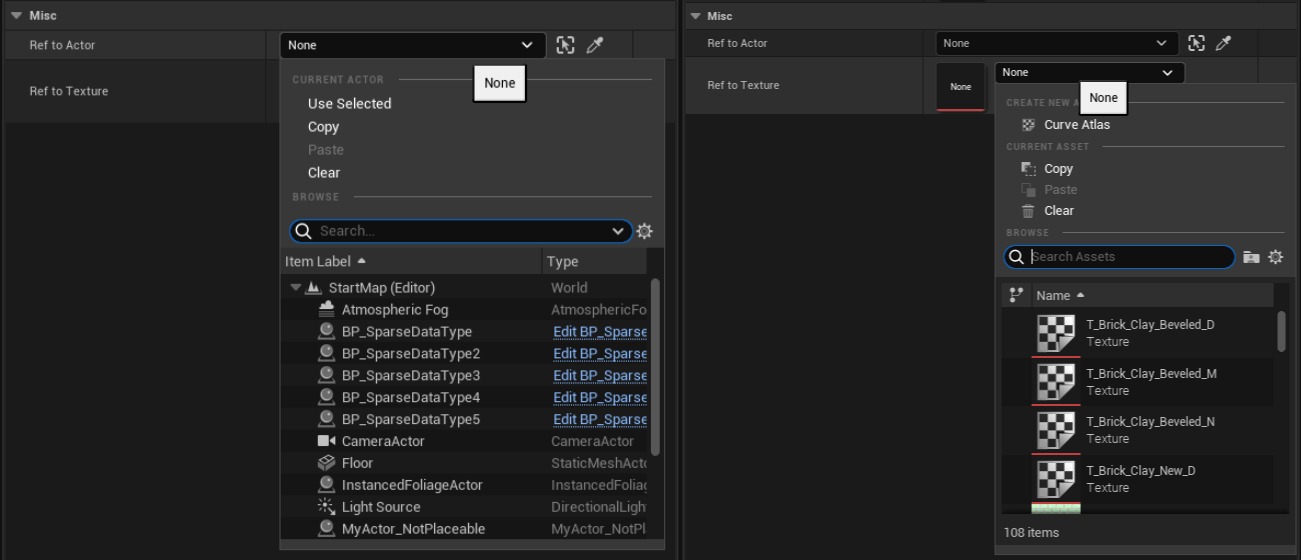 Misc
Ref to Actor
None
None
CURRENT ACTOR
Use Selected
Copy
Paste
Clear
BROWSE
Search...
Item Label
Type
StartMap (Editor)
World
Atmospheric Fog
AtmosphericFo
BP_SparseDataType
Edit BP_Sparse
BP_SparseDataType2
Edit BP_Sparse
BP_SparseDataType3
Edit BP_Sparse
BP_SparseDataType4
Edit BP_Sparse
BP_SparseDataType5
Edit BP_Sparse
CameraActor
CameraActor
Floor
StaticMeshActo
InstancedFoliageActor
InstancedFoliag
Light Source
DirectionalLigh
MyActor_NotPlaceable
MyActor_NotPl
Ref to Texture
Misc
Ref to Actor
None
Ref to Texture
None
None
None
CREATE NEW A
Curve Atlas
CURRENT ASSET
Copy
Paste
Clear
BROWSE
Search Assets
Name
T_Brick_Clay_Beveled_D
Texture
T_Brick_Clay_Beveled_M
Texture
T_Brick_Clay_Beveled_N
Texture
T_Brick_Clay_New_D
Texture
108 items